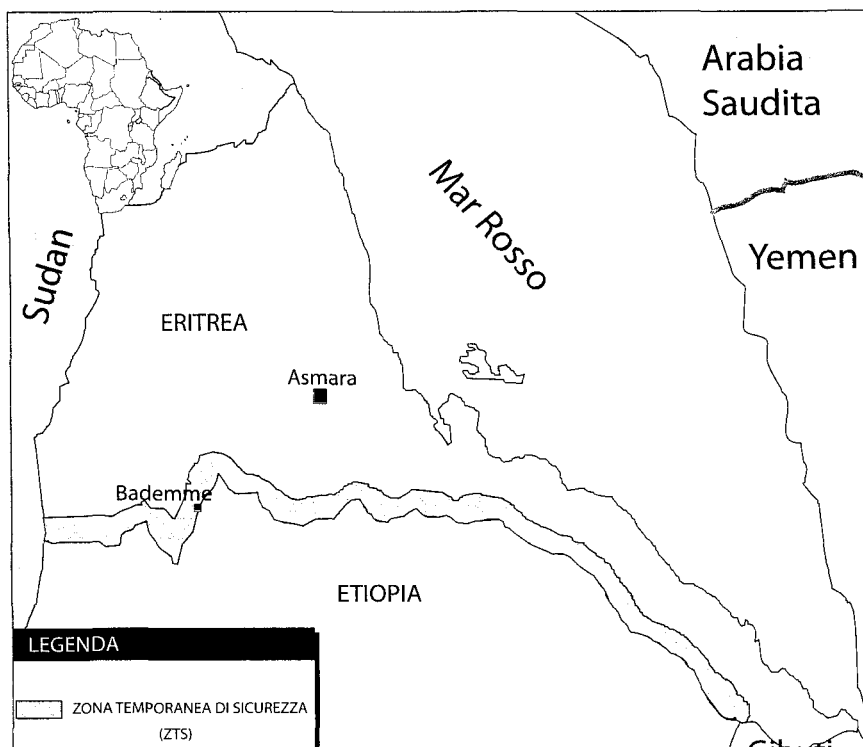 Arabia
Saudita
Mar Rosso
Yemen
Sudan
ERITREA
Asmara
Bademme
ETIOPIA
LEGENDA
ZONA TEMPORANEA DI SICUREZZA
(ZTS)